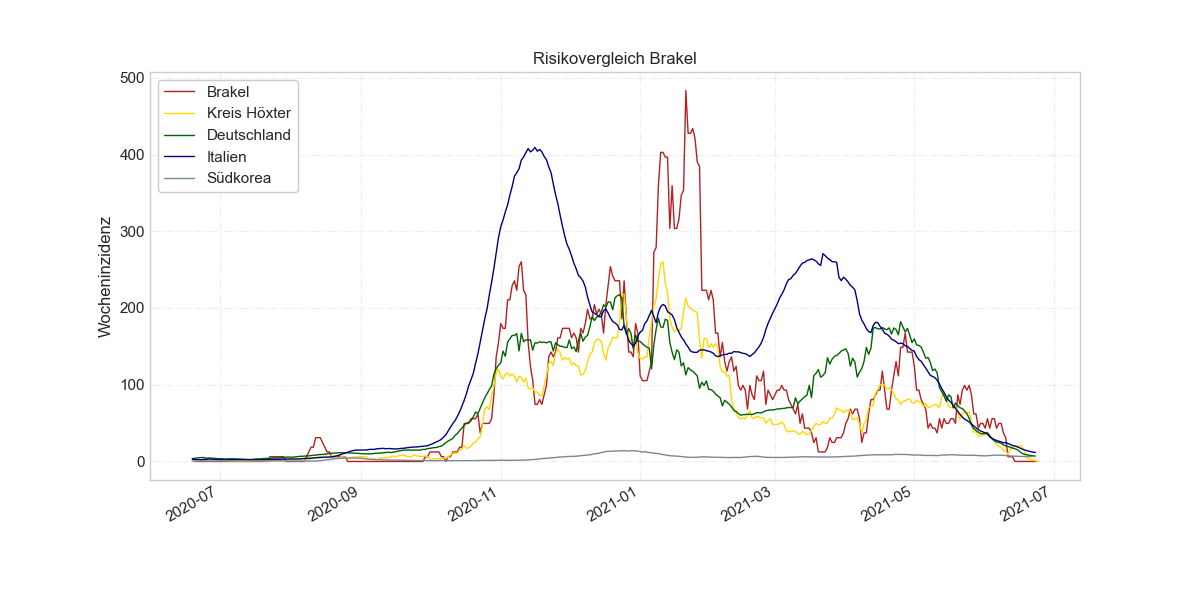 Risikovergleich Brakel
500
400
300
200
100
0
Wocheninzidenz
Brakel
Kreis Höxter
Deutschland
Italien
Südkorea
2020-07
2020-09
2020-11
2021-01
2021-03
2021-05
2021-07